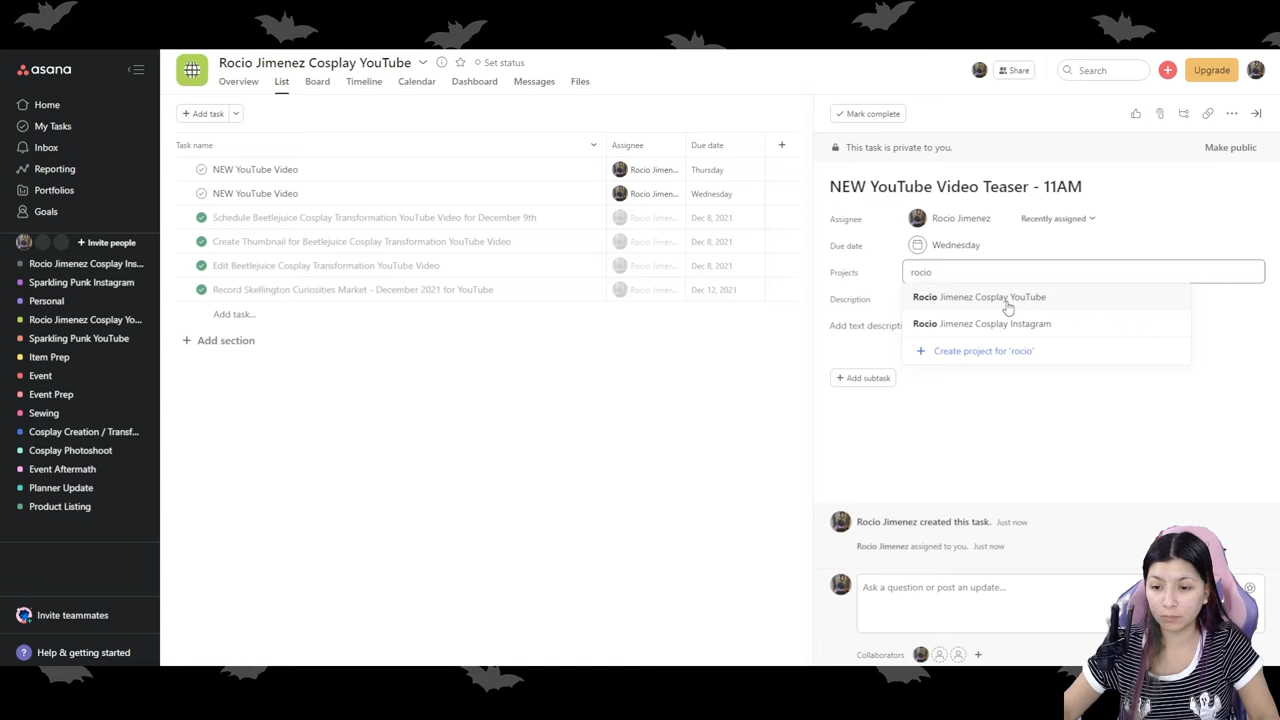 asana
Home
My Tasks
Inbox
Reporting
Portfolios
Goals
Invite people
Rocio Jimenez Cosplay Ins...
Sparkling Punk Instagram
Personal
Rocio Jimenez Cosplay Yo...
Sparkling Punk YouTube
Item Prep
Event
Event Prep
Sewing
Cosplay Creation / Transf...
Cosplay Photoshoot
Event Aftermath
Planner Update
Product Listing
Invite teammates
? Help & getting started
Rocio Jimenez Cosplay YouTube
Set status
Overview List Board Timeline Calendar Dashboard Messages Files
Share
Search
Upgrade
+ Add task
Task name Assignee Due date +
NEW YouTube Video Rocio Jimen... Thursday
NEW YouTube Video Rocio Jimen... Wednesday
Schedule Beetlejuice Cosplay Transformation YouTube Video for December 9th Rocio Jimen... Dec 8, 2021
Create Thumbnail for Beetlejuice Cosplay Transformation YouTube Video Rocio Jimen... Dec 8, 2021
Edit Beetlejuice Cosplay Transformation YouTube Video Rocio Jimen... Dec 8, 2021
Record Skellington Curiosities Market - December 2021 for YouTube Rocio Jimen... Dec 12, 2021
Add task...
+ Add section
Mark complete
This task is private to you. Make public
NEW YouTube Video Teaser - 11AM
Assignee Rocio Jimenez Recently assigned
Due date Wednesday
Projects rocio
Rocio Jimenez Cosplay YouTube
Rocio Jimenez Cosplay Instagram
+ Create project for 'rocio'
Description
Add text descripti
+ Add subtask
Rocio Jimenez created this task. Just now
Rocio Jimenez assigned to you. Just now
Ask a question or post an update...
Collaborators +